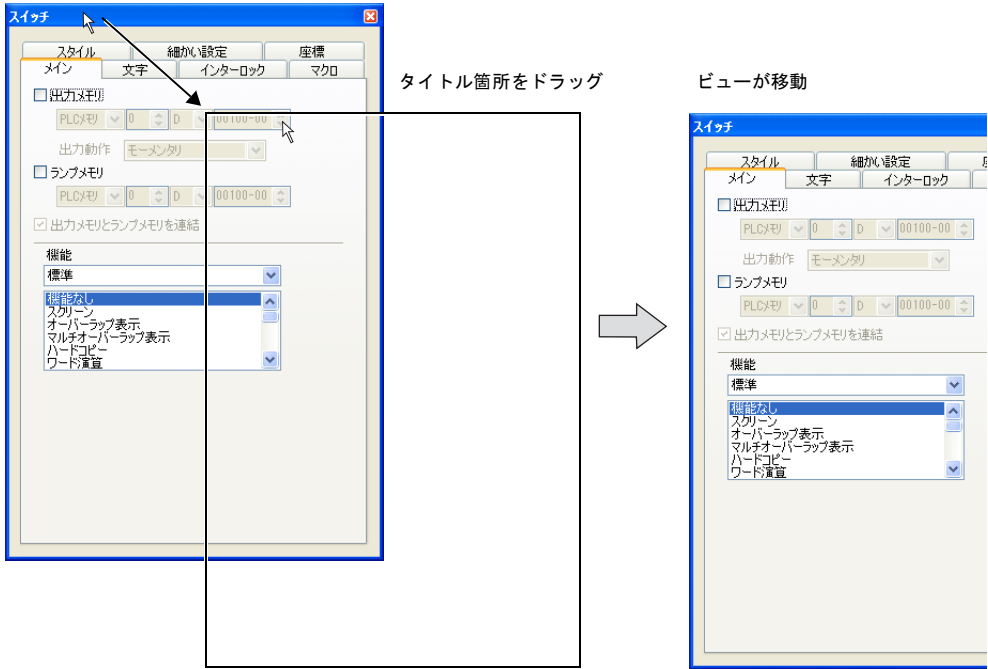 スイッチ
スタイル 細かい設定 座標
メイン 文字 インターロック マクロ
出力メモリ
PLCメモリ 0 D 00100-00
出力動作 モーメンタリ
ランプメモリ
PLCメモリ 0 D 00100-00
出力メモリとランプメモリを連結
機能
標準
機能なし
スクリーン
オーバーラップ表示
マルチオーバーラップ表示
ハードコピー
ワード演算
タイトル箇所をドラッグ
ビューが移動
スイッチ
スタイル 細かい設定
メイン 文字 インターロック
出力メモリ
PLCメモリ 0 D 00100-00
出力動作 モーメンタリ
ランプメモリ
PLCメモリ 0 D 00100-00
出力メモリとランプメモリを連結
機能
標準
機能なし
スクリーン
オーバーラップ表示
マルチオーバーラップ表示
ハードコピー
ワード演算